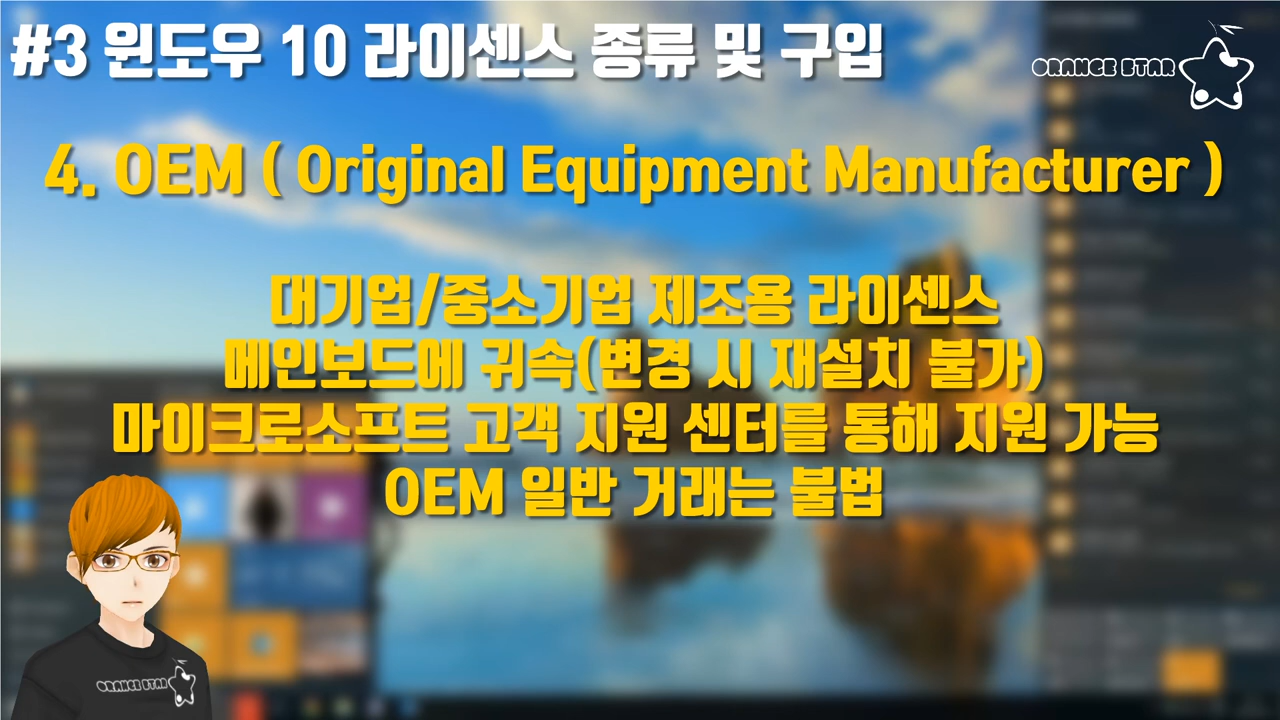 #3 윈도우 10 라이센스 종류 및 구입
ORANGE STAR
4. OEM ( Original Equipment Manufacturer )
대기업/중소기업 제조용 라이센스
메인보드에 귀속(변경 시 재설치 불가)
마이크로소프트 고객 지원 센터를 통해 지원 가능
OEM 일반 거래는 불법
ORANGE STAR